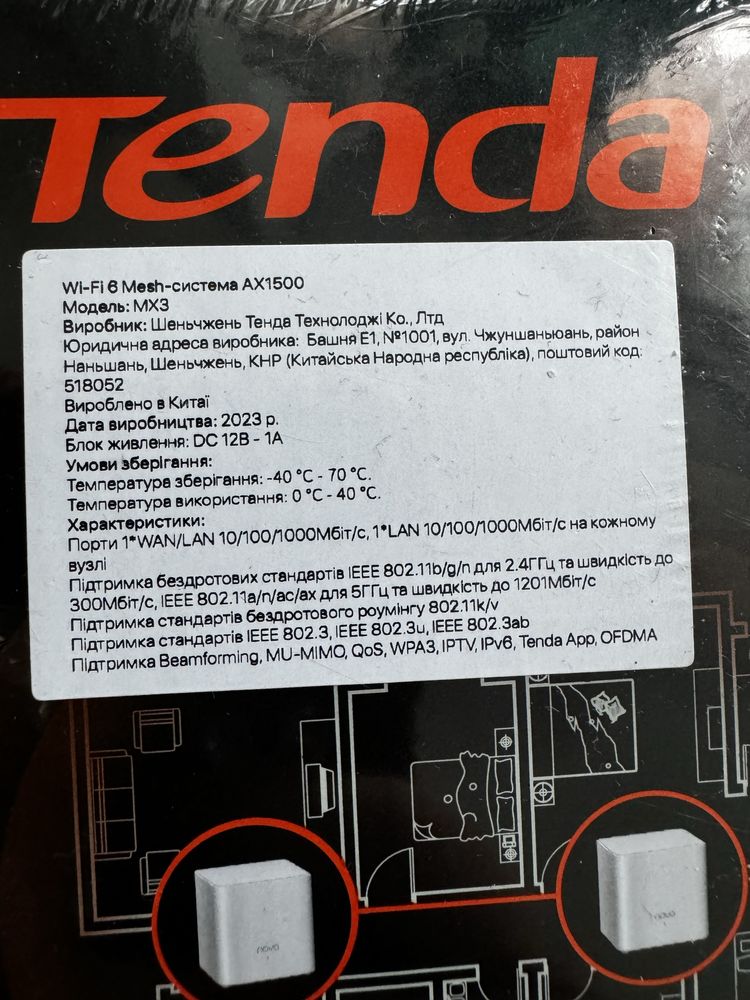 Tenda
Wi-Fi 6 Mesh-система AX1500
Модель: MX3
Виробник: Шеньчжень Тенда Технолоджі Ко., Лтд
Юридична адреса виробника: Башня E1, №1001, вул. Чжуншаньюань, район
Наньшань, Шеньчжень, КНР (Китайська Народна республіка), поштовий код:
518052
Вироблено в Китаї
Дата виробництва: 2023 р.
Блок живлення: DC 12В - 1А
Умови зберігання:
Температура зберігання: -40 °C - 70 °C.
Температура використання: 0 °C - 40 °C.
Характеристики:
Порти 1*WAN/LAN 10/100/1000Мбіт/с, 1*LAN 10/100/1000Мбіт/с на кожному
вузлі
Підтримка бездротових стандартів IEEE 802.11b/g/n для 2.4ГГц та швидкість до
300Мбіт/с, IEEE 802.11a/n/ac/ax для 5ГГц та швидкість до 1201Мбіт/с
Підтримка стандартів бездротового роумінгу 802.11k/v
Підтримка стандартів IEEE 802.3, IEEE 802.3u, IEEE 802.3ab
Підтримка Beamforming, MU-MIMO, QoS, WPA3, IPTV, IPv6, Tenda App, OFDMA
nova
nova